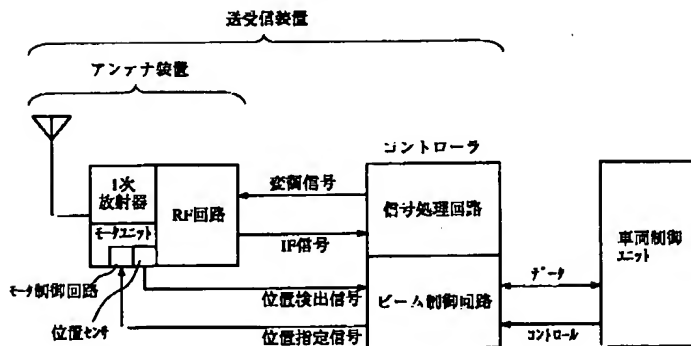 送受信装置
アンテナ装置
コントローラ
1次
放射器
RF回路
モータユニット
変調信号
IF信号
信号処理回路
車両制御
ユニット
モータ制御回路
位置センサ
位置検出信号
位置指定信号
ビーム制御回路
データ
コントロール